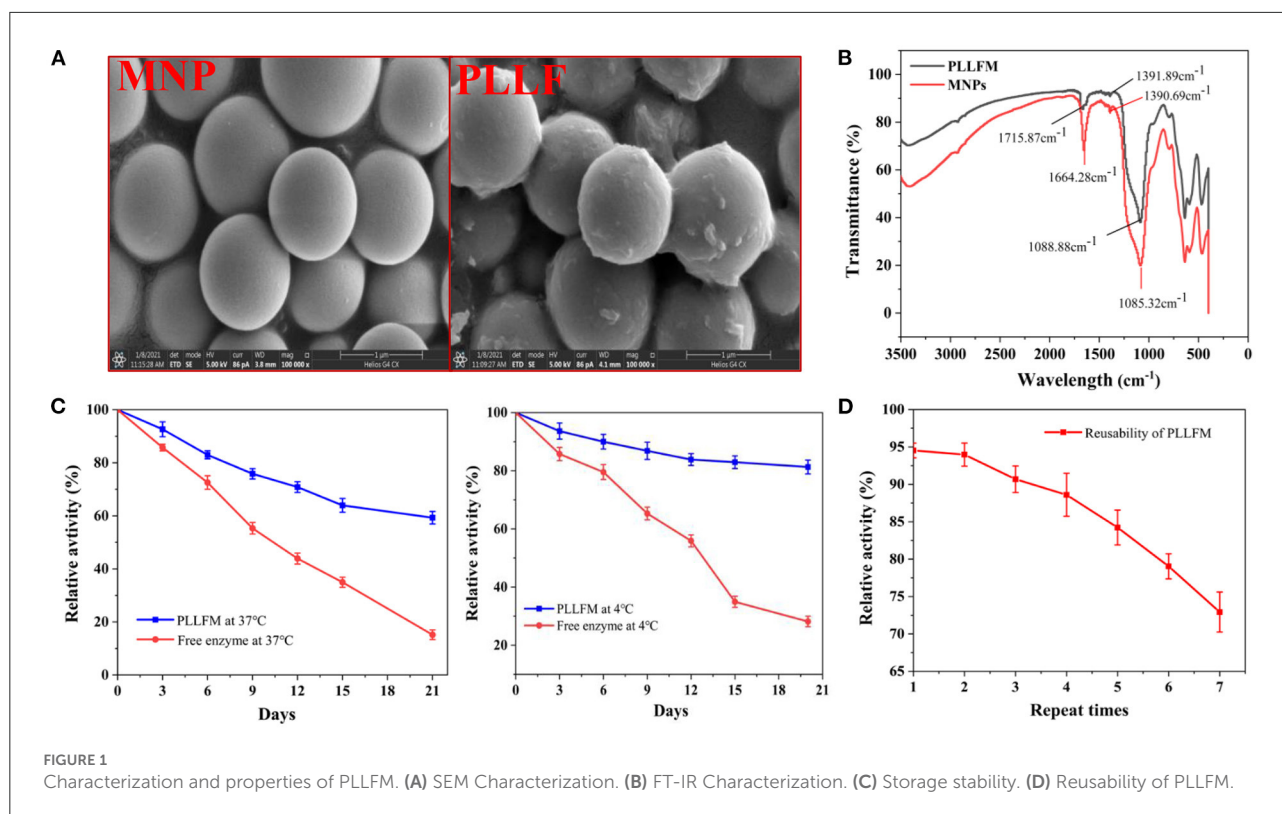 A
MNP
PLLF
1/8/2021 det mode HV curr WD mag □ 1 μm
11:15:28 AM ETD SE 5.00 kV 86 pA 3.8 mm 100 000 x Helios G4 CX
1/8/2021 det mode HV curr WD mag □ 1 μm
11:09:27 AM ETD SE 5.00 kV 86 pA 4.1 mm 100 000 x Helios G4 CX
B
PLLFM
MNPs
1391.89cm⁻¹
1390.69cm⁻¹
1715.87cm⁻¹
1664.28cm⁻¹
1088.88cm⁻¹
1085.32cm⁻¹
Transmittance (%)
100
80
60
40
20
0
3500 3000 2500 2000 1500 1000 500 0
Wavelength (cm⁻¹)
C
Relative avtivity (%)
100
80
60
40
20
0
PLLFM at 37℃
Free enzyme at 37℃
0 3 6 9 12 15 18 21
Days
Relative avtivity (%)
100
80
60
40
20
PLLFM at 4℃
Free enzyme at 4℃
0 3 6 9 12 15 18 21
Days
D
Reusability of PLLFM
Relative activity (%)
100
95
90
85
80
75
70
65
1 2 3 4 5 6 7
Repeat times
FIGURE 1
Characterization and properties of PLLFM. (A) SEM Characterization. (B) FT-IR Characterization. (C) Storage stability. (D) Reusability of PLLFM.